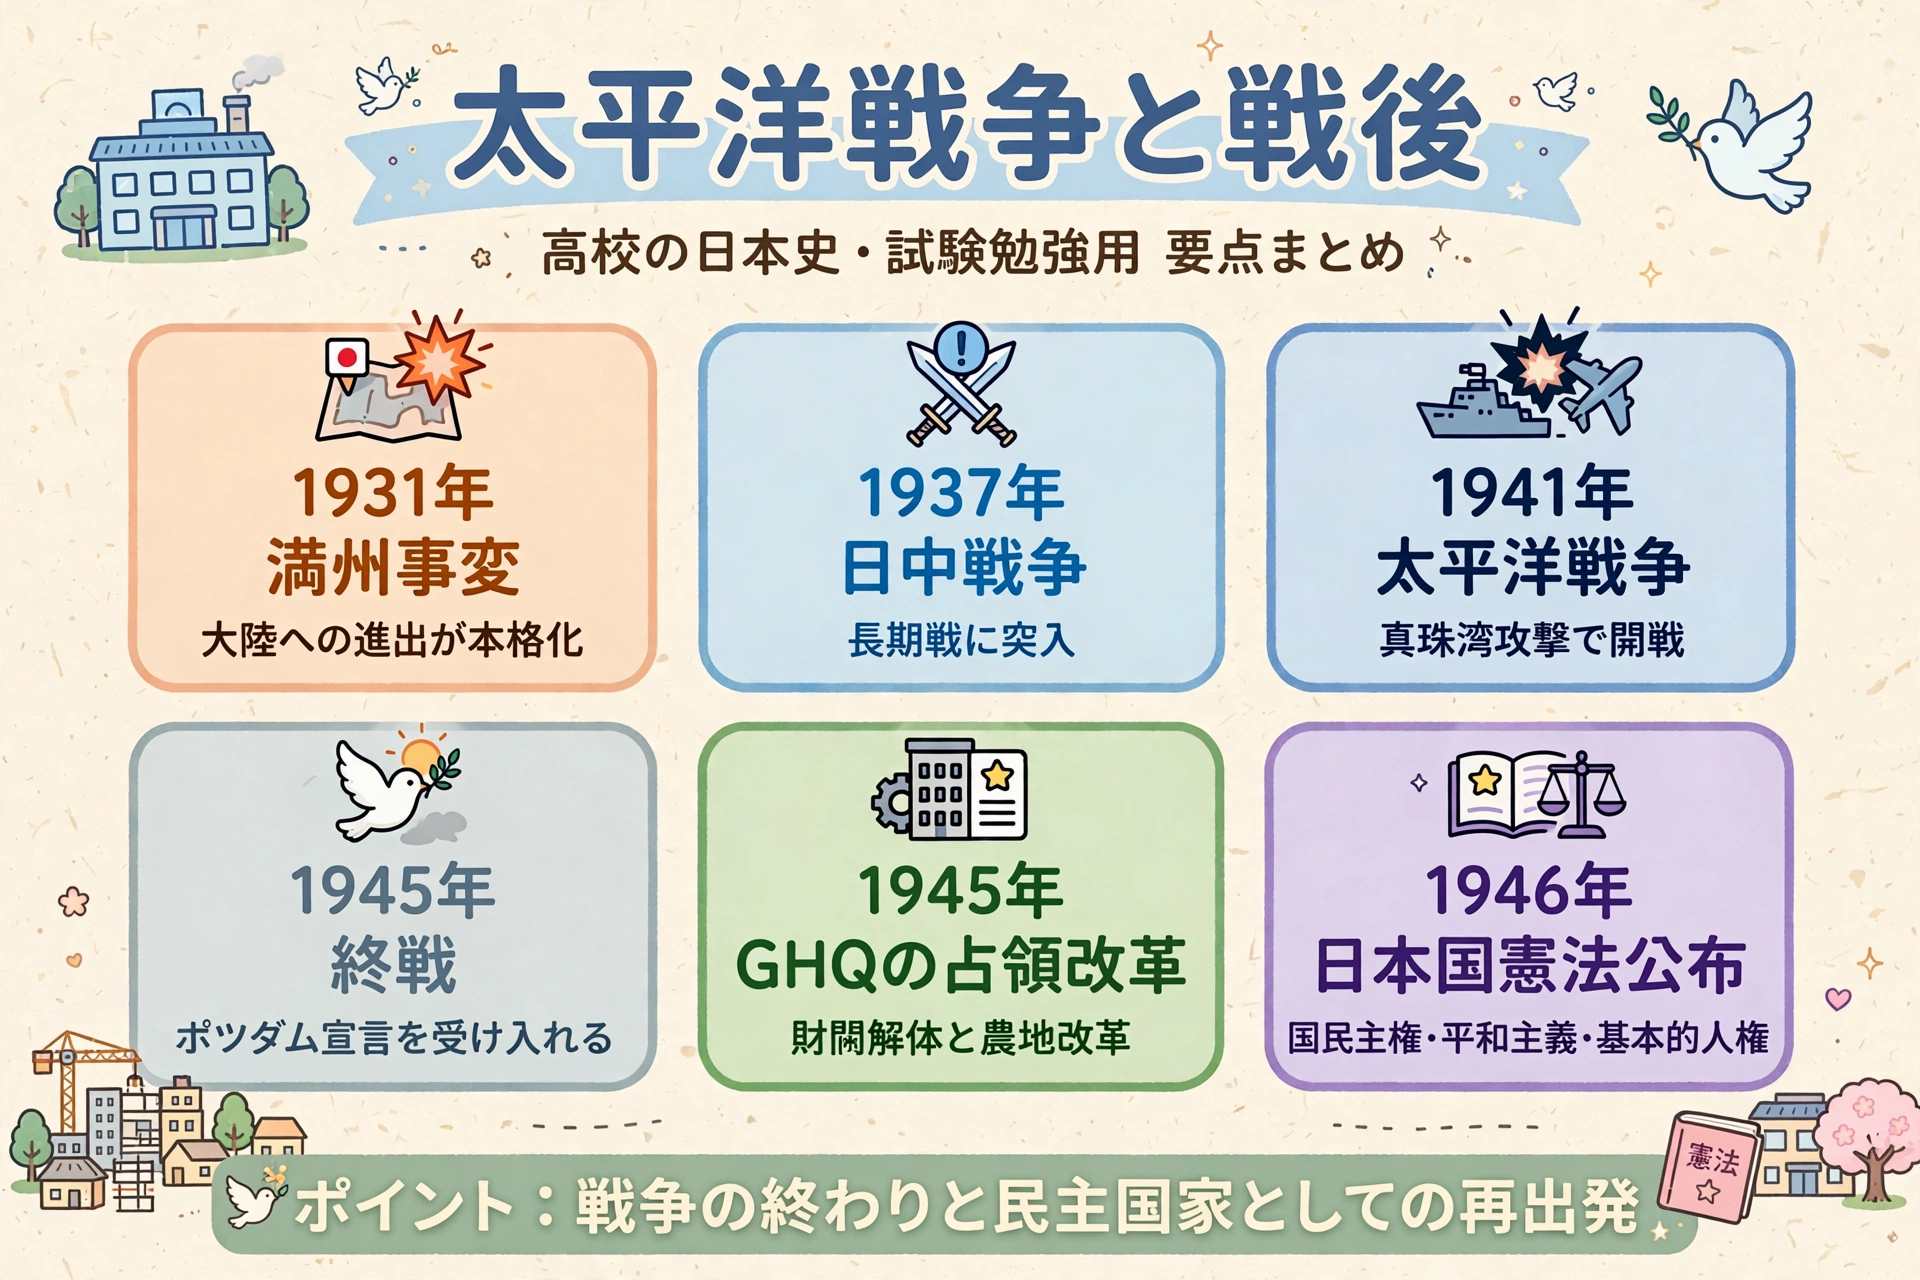 太平洋戦争と戦後
高校の日本史・試験勉強用 要点まとめ
1931年
満州事変
大陸への進出が本格化
1937年
日中戦争
長期戦に突入
1941年
太平洋戦争
真珠湾攻撃で開戦
1945年
終戦
ポツダム宣言を受け入れる
1945年
GHQの占領改革
財閥解体と農地改革
1946年
日本国憲法公布
国民主権・平和主義・基本的人権
ポイント：戦争の終わりと民主国家としての再出発
憲法